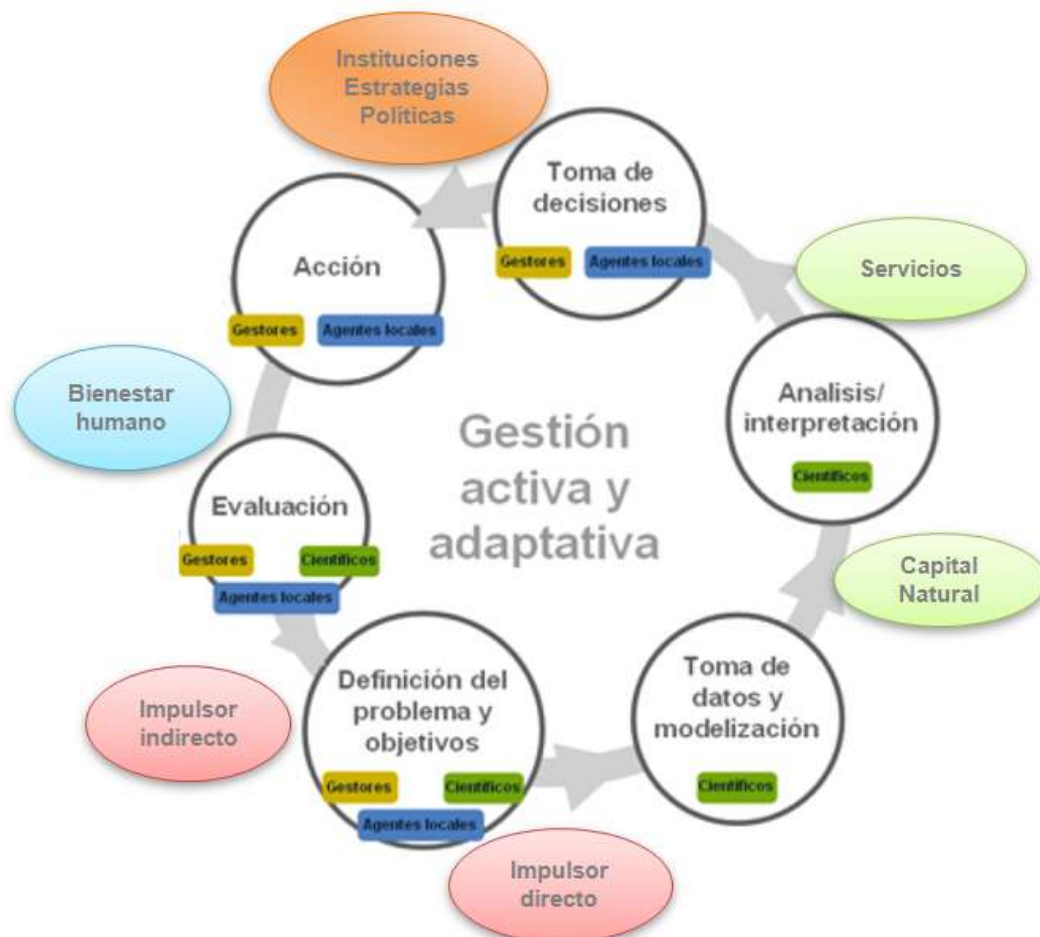 Instituciones
Estrategias
Políticas
Toma de
decisiones
Gestores
Agentes locales
Servicios
Acción
Gestores
Agentes locales
Analisis/
interpretación
Científicos
Bienestar
humano
Gestión
activa y
adaptativa
Evaluación
Gestores
Científicos
Agentes locales
Capital
Natural
Toma de
datos y
modelización
Científicos
Definición del
problema y
objetivos
Gestores
Científicos
Agentes locales
Impulsor
indirecto
Impulsor
directo